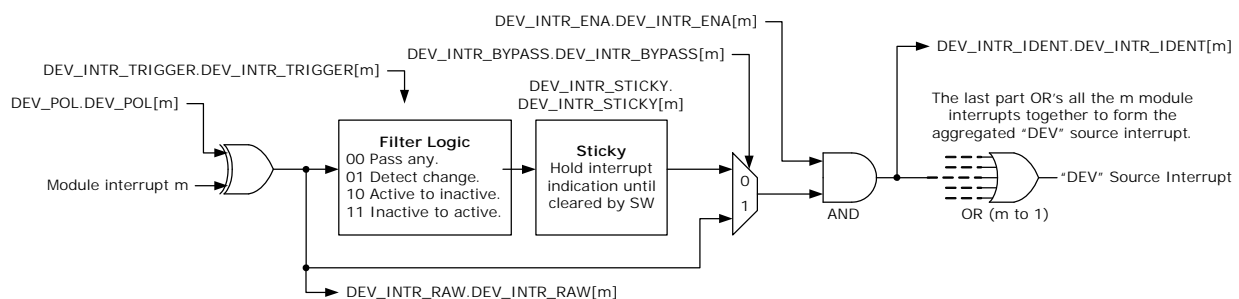 DEV_INTR_ENA.DEV_INTR_ENA[m]
DEV_INTR_BYPASS.DEV_INTR_BYPASS[m]
DEV_INTR_IDENT.DEV_INTR_IDENT[m]
DEV_INTR_TRIGGER.DEV_INTR_TRIGGER[m]
DEV_INTR_STICKY.
DEV_INTR_STICKY[m]
DEV_POL.DEV_POL[m]
The last part OR's all the m module
interrupts together to form the
aggregated “DEV” source interrupt.
Filter Logic
00 Pass any.
01 Detect change.
10 Active to inactive.
11 Inactive to active.
Sticky
Hold interrupt
indication until
cleared by SW
0
1
Module interrupt m
“DEV” Source Interrupt
AND
OR (m to 1)
DEV_INTR_RAW.DEV_INTR_RAW[m]